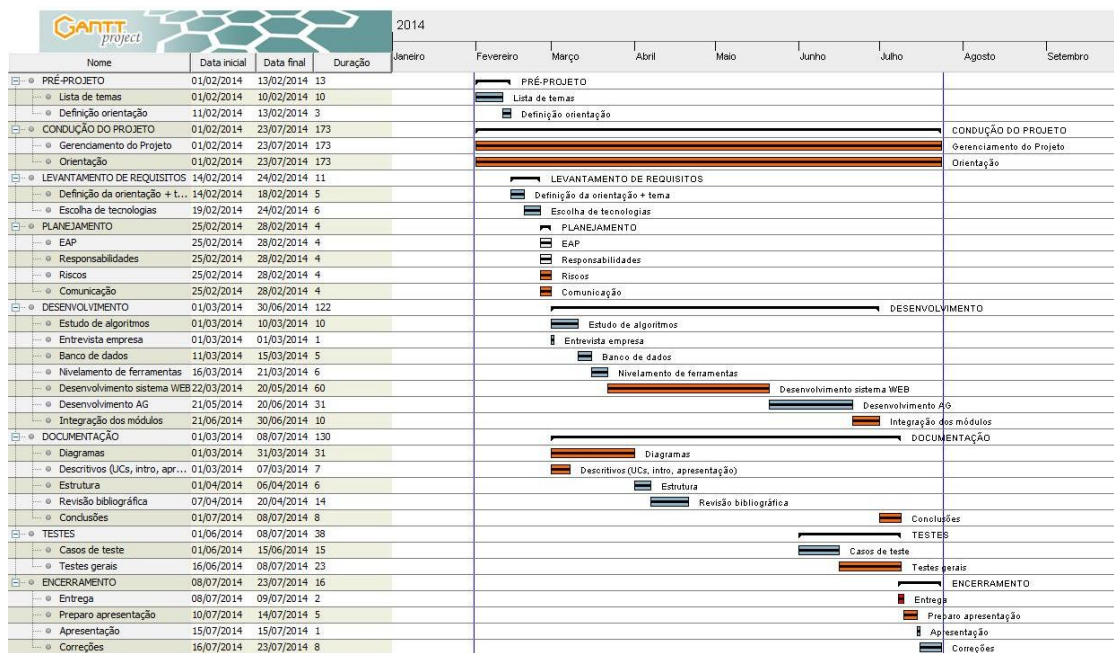 GANTT
project
2014
Nome Data inicial Data final Duração
Janeiro Fevereiro Março Abril Maio Junho Julho Agosto Setembro
PRÉ-PROJETO 01/02/2014 13/02/2014 13 PRÉ-PROJETO
Lista de temas 01/02/2014 10/02/2014 10 Lista de temas
Definição orientação 11/02/2014 13/02/2014 3 Definição orientação
CONDUÇÃO DO PROJETO 01/02/2014 23/07/2014 173 CONDUÇÃO DO PROJETO
Gerenciamento do Projeto 01/02/2014 23/07/2014 173 Gerenciamento do Projeto
Orientação 01/02/2014 23/07/2014 173 Orientação
LEVANTAMENTO DE REQUISITOS 14/02/2014 24/02/2014 11 LEVANTAMENTO DE REQUISITOS
Definição da orientação + t... 14/02/2014 18/02/2014 5 Definição da orientação + tema
Escolha de tecnologias 19/02/2014 24/02/2014 6 Escolha de tecnologias
PLANEJAMENTO 25/02/2014 28/02/2014 4 PLANEJAMENTO
EAP 25/02/2014 28/02/2014 4 EAP
Responsabilidades 25/02/2014 28/02/2014 4 Responsabilidades
Riscos 25/02/2014 28/02/2014 4 Riscos
Comunicação 25/02/2014 28/02/2014 4 Comunicação
DESENVOLVIMENTO 01/03/2014 30/06/2014 122 DESENVOLVIMENTO
Estudo de algoritmos 01/03/2014 10/03/2014 10 Estudo de algoritmos
Entrevista empresa 01/03/2014 01/03/2014 1 Entrevista empresa
Banco de dados 11/03/2014 15/03/2014 5 Banco de dados
Nivelamento de ferramentas 16/03/2014 21/03/2014 6 Nivelamento de ferramentas
Desenvolvimento sistema WEB 22/03/2014 20/05/2014 60 Desenvolvimento sistema WEB
Desenvolvimento AG 21/05/2014 20/06/2014 31 Desenvolvimento AG
Integração dos módulos 21/06/2014 30/06/2014 10 Integração dos módulos
DOCUMENTAÇÃO 01/03/2014 08/07/2014 130 DOCUMENTAÇÃO
Diagramas 01/03/2014 31/03/2014 31 Diagramas
Descritivos (UCs, intro, apr... 01/03/2014 07/03/2014 7 Descritivos (UCs, intro, apresentação)
Estrutura 01/04/2014 06/04/2014 6 Estrutura
Revisão bibliográfica 07/04/2014 20/04/2014 14 Revisão bibliográfica
Conclusões 01/07/2014 08/07/2014 8 Conclusões
TESTES 01/06/2014 08/07/2014 38 TESTES
Casos de teste 01/06/2014 15/06/2014 15 Casos de teste
Testes gerais 16/06/2014 08/07/2014 23 Testes gerais
ENCERRAMENTO 08/07/2014 23/07/2014 16 ENCERRAMENTO
Entrega 08/07/2014 09/07/2014 2 Entrega
Preparo apresentação 10/07/2014 14/07/2014 5 Preparo apresentação
Apresentação 15/07/2014 15/07/2014 1 Apresentação
Correções 16/07/2014 23/07/2014 8 Correções